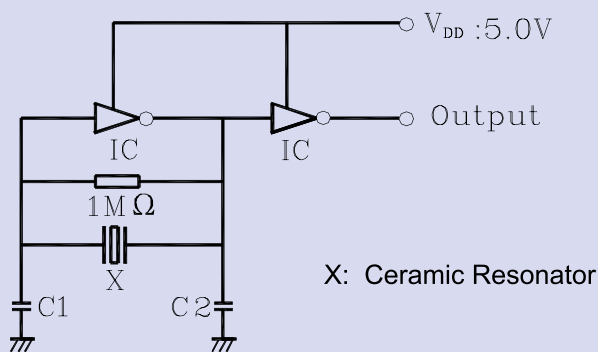 V_DD :5.0V
Output
IC
IC
1M Ω
X
X: Ceramic Resonator
C1
C2